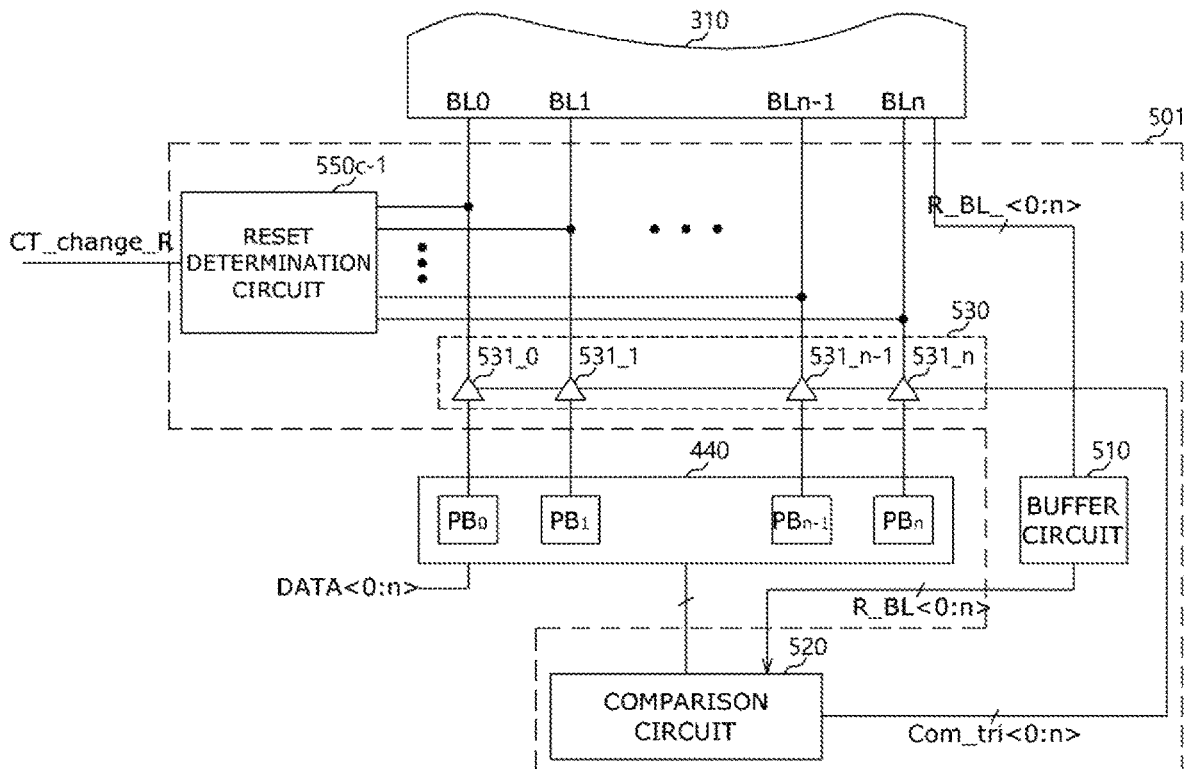 310
BL0 BL1 BLn-1 BLn
501
550c-1
R_BL_<0:n>
CT_change_R
RESET
DETERMINATION
CIRCUIT
530
531_0 531_1 531_n-1 531_n
440
510
PB0 PB1 PBn-1 PBn
BUFFER
CIRCUIT
DATA<0:n>
R_BL<0:n>
520
COMPARISON
CIRCUIT
Com_tri<0:n>